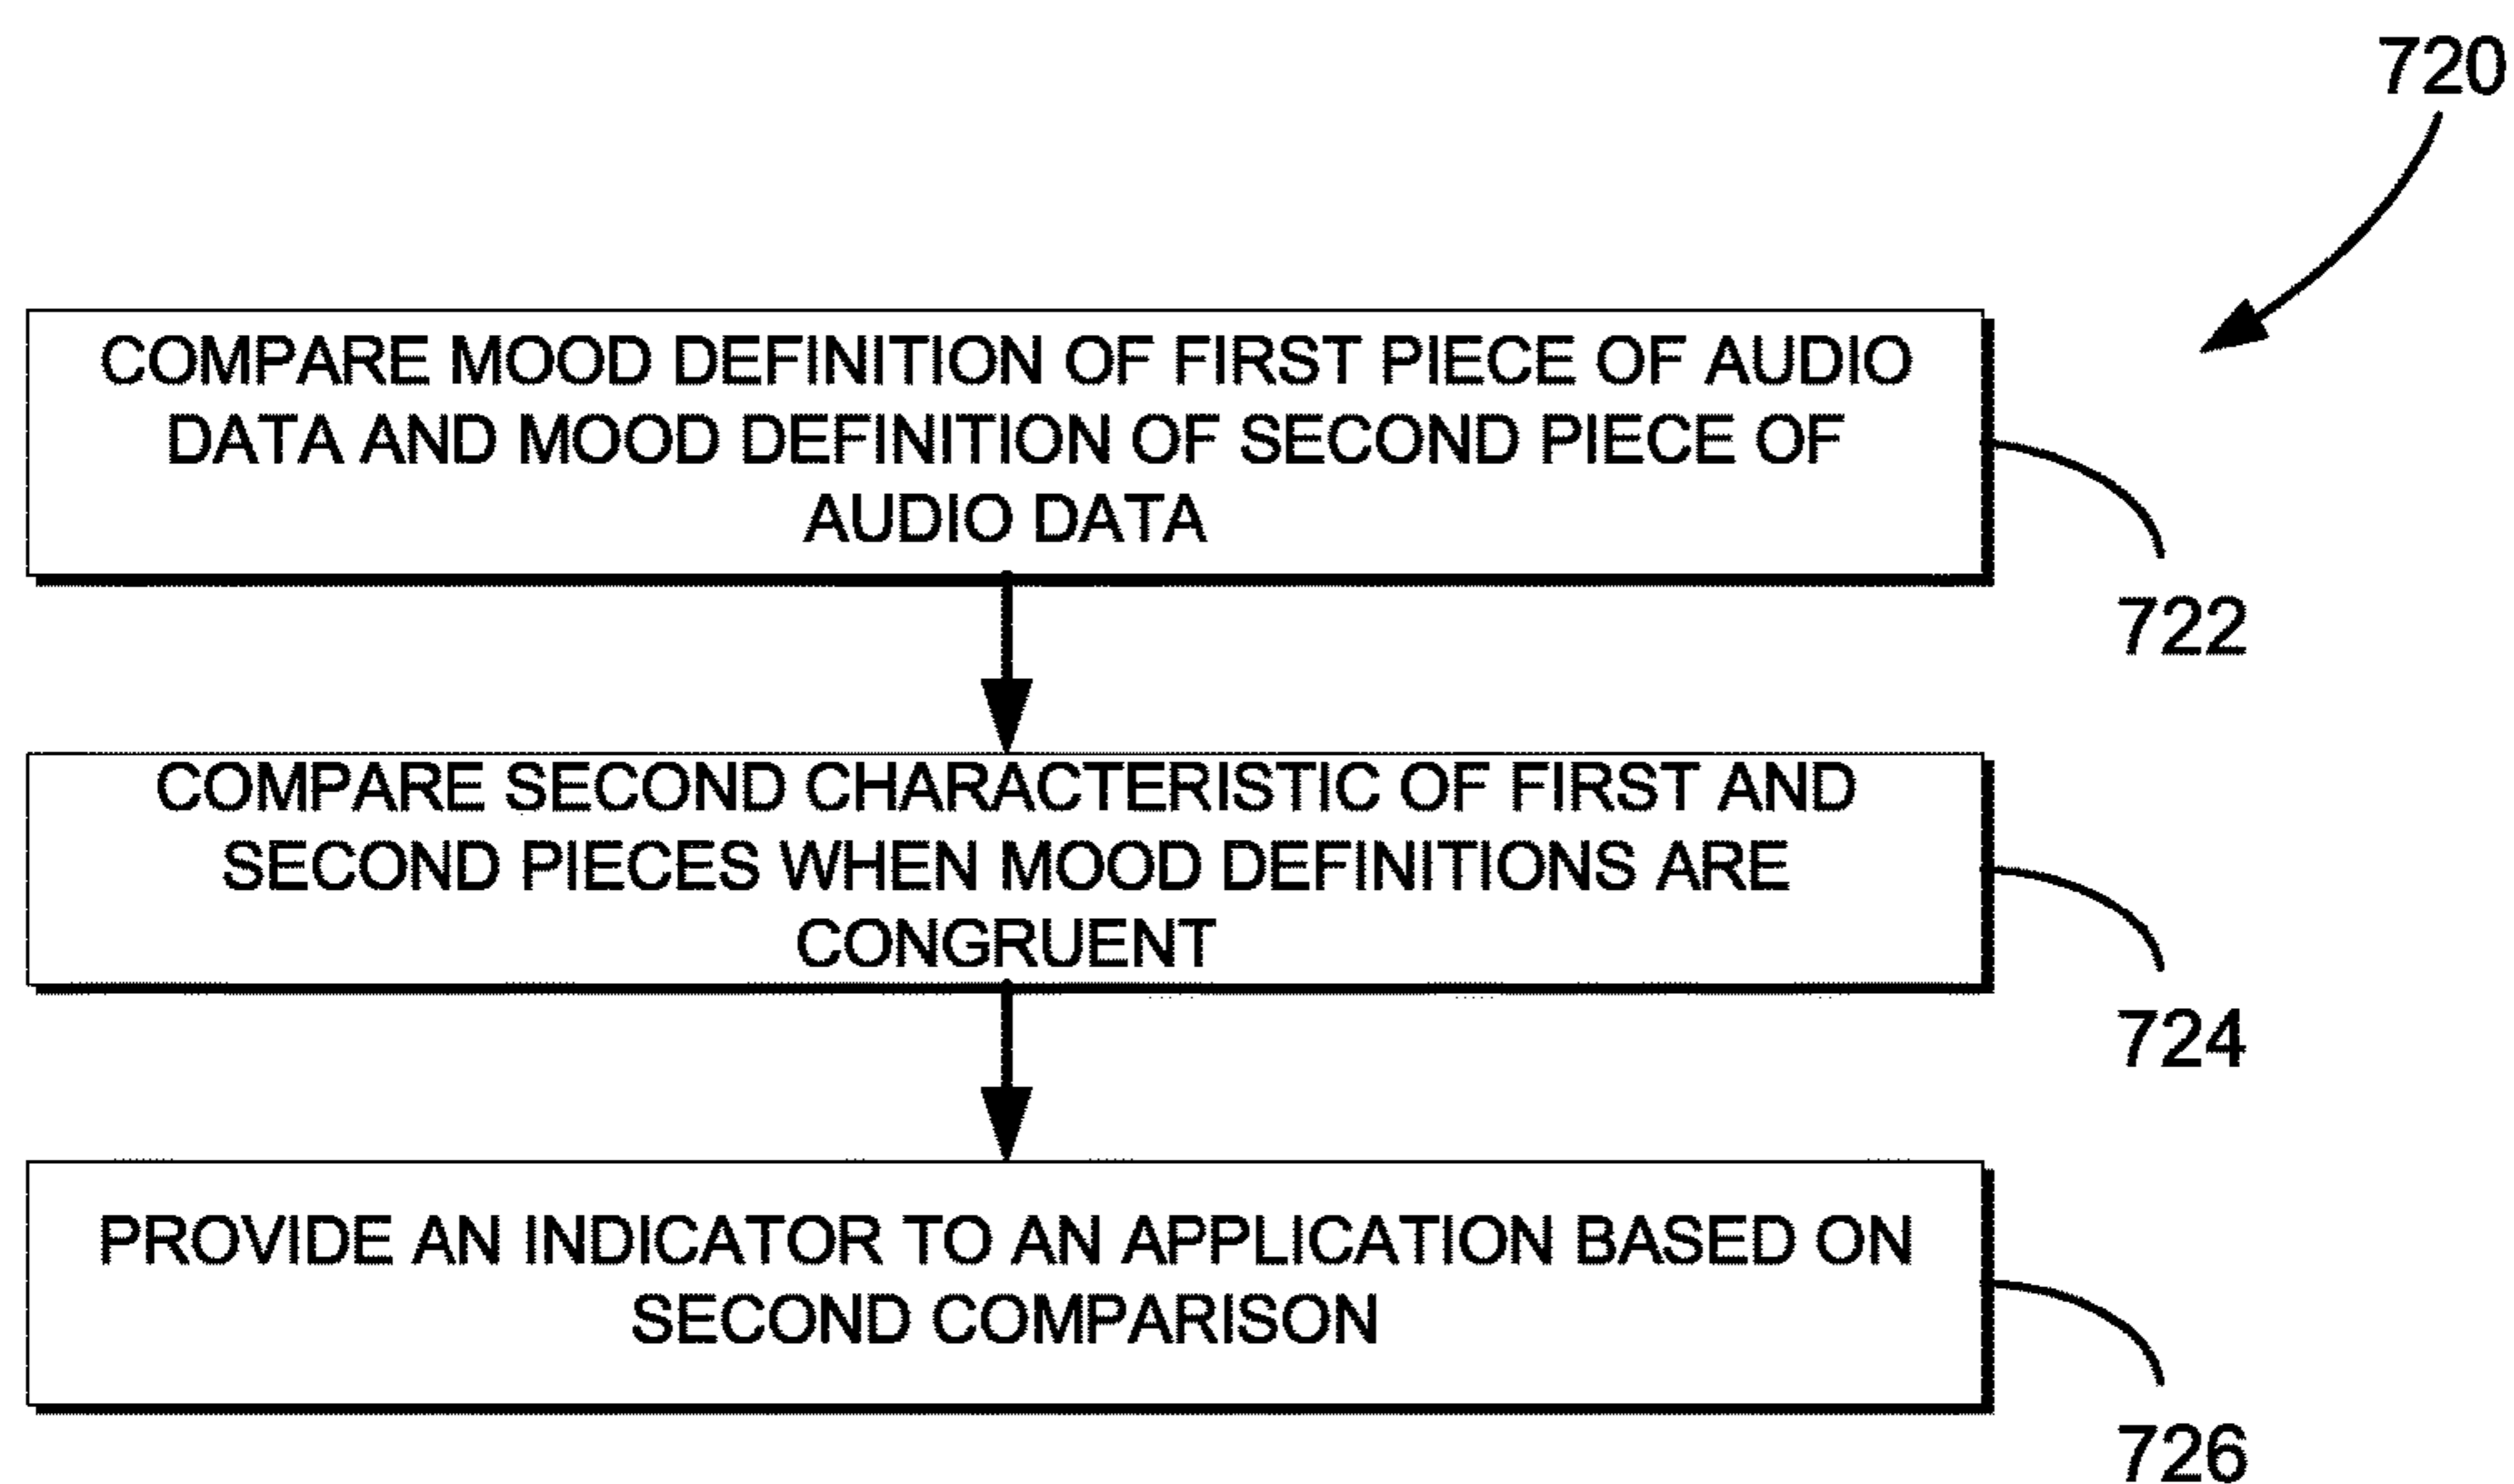 720
COMPARE MOOD DEFINITION OF FIRST PIECE OF AUDIO
DATA AND MOOD DEFINITION OF SECOND PIECE OF
AUDIO DATA
722
COMPARE SECOND CHARACTERISTIC OF FIRST AND
SECOND PIECES WHEN MOOD DEFINITIONS ARE
CONGRUENT
724
PROVIDE AN INDICATOR TO AN APPLICATION BASED ON
SECOND COMPARISON
726